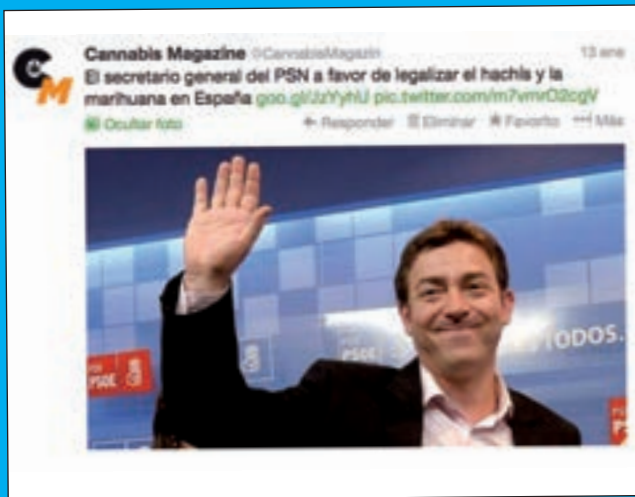 CM
Cannabis Magazine @CannabisMagazin 13 ene
El secretario general del PSN a favor de legalizar el hachís y la
marihuana en España goo.gl/JzYyhU pic.twitter.com/m7vmrO2cgV
Ocultar foto Responder Eliminar Favorito Más
TODOS.
PSOE
PSOE
P